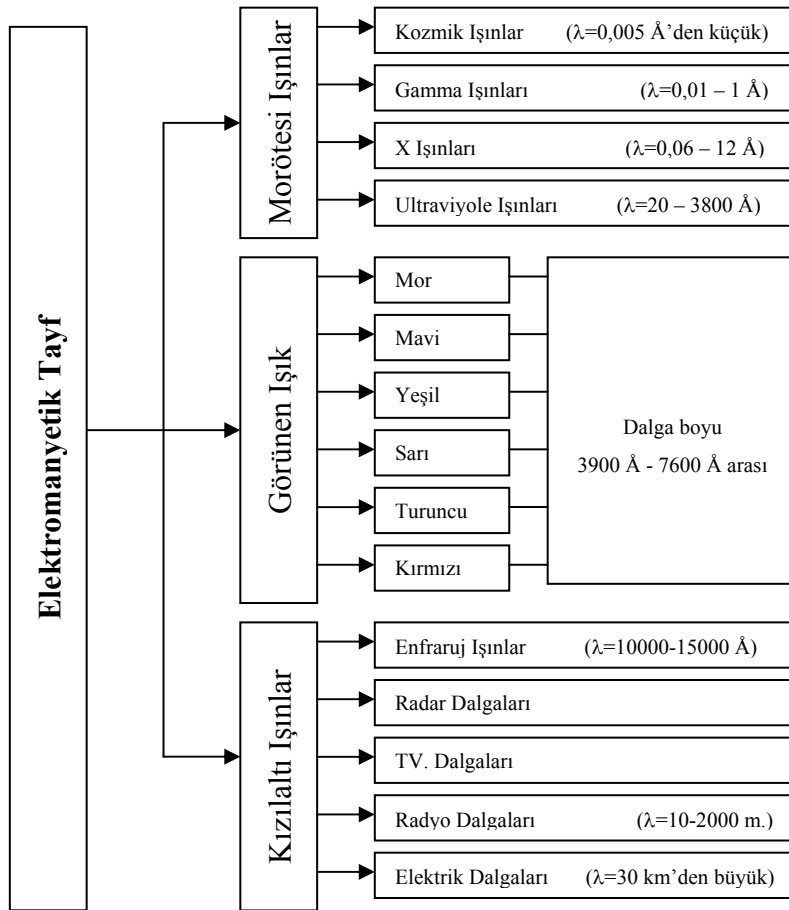 Elektromanyetik Tayf
Morötesi Işınlar
Kozmik Işınlar (λ=0,005 Å’den küçük)
Gamma Işınları (λ=0,01 – 1 Å)
X Işınları (λ=0,06 – 12 Å)
Ultraviyole Işınları (λ=20 – 3800 Å)
Görünen Işık
Mor
Mavi
Yeşil
Sarı
Turuncu
Kırmızı
Dalga boyu
3900 Å - 7600 Å arası
Kızılaltı Işınlar
Enfraruj Işınlar (λ=10000-15000 Å)
Radar Dalgaları
TV. Dalgaları
Radyo Dalgaları (λ=10-2000 m.)
Elektrik Dalgaları (λ=30 km’den büyük)